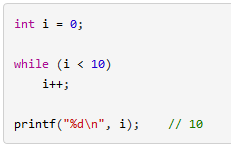 int i = 0;
while (i < 10)
    i++;
printf("%d\n", i);    // 10